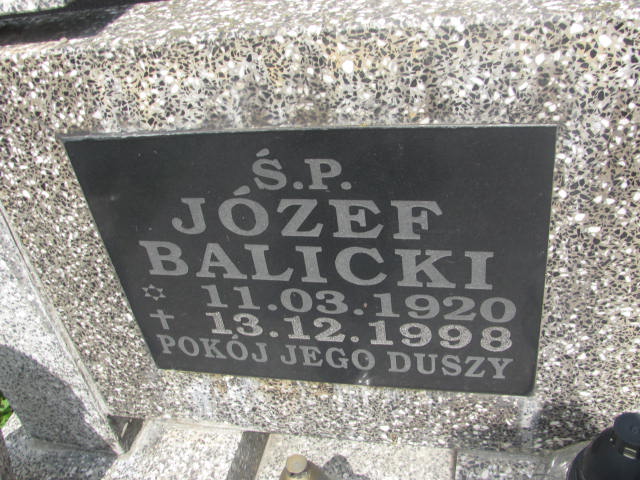 Ś.P.
JÓZEF
BALICKI
✡ 11.03.1920
✝ 13.12.1998
POKÓJ JEGO DUSZY